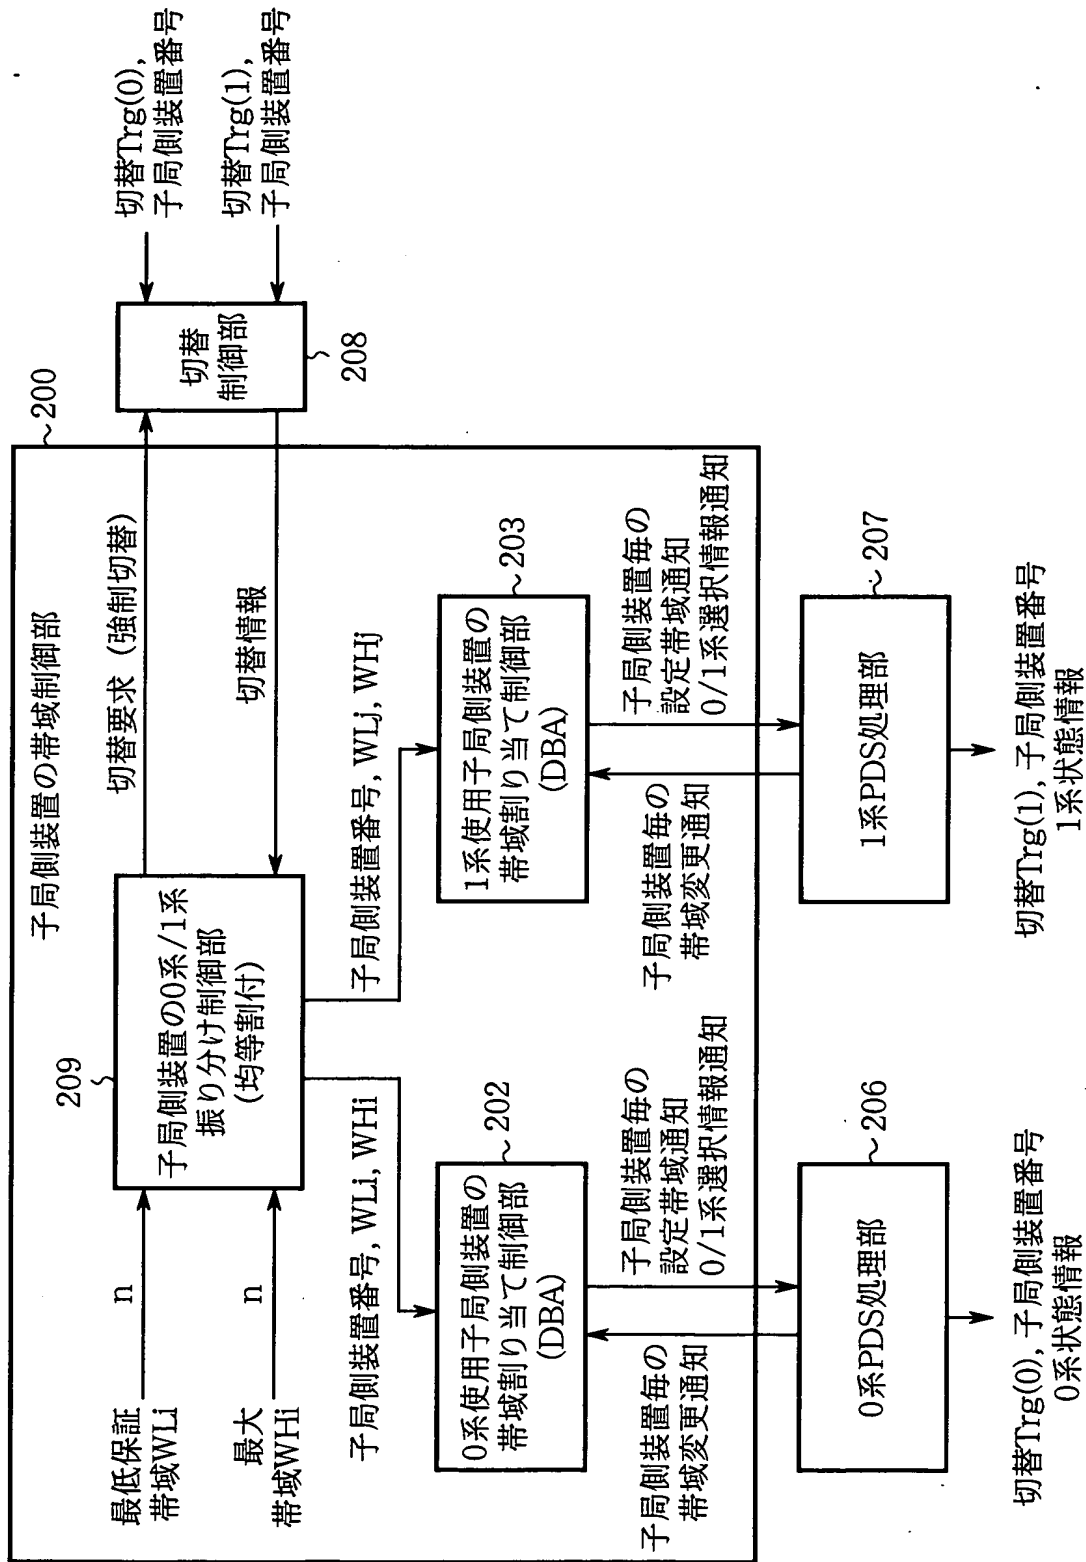 子局側装置の帯域制御部
200
最低保証
帯域WLi
n
最大
帯域WHi
n
209
子局側装置の0系/1系
振り分け制御部
(均等割付)
切替要求 (強制切替)
切替情報
切替
制御部
208
切替Trg(0),
子局側装置番号
切替Trg(1),
子局側装置番号
子局側装置番号, WLi, WHi
子局側装置番号, WLj, WHj
202
0系使用子局側装置の
帯域割り当て制御部
(DBA)
203
1系使用子局側装置の
帯域割り当て制御部
(DBA)
子局側装置毎の
帯域変更通知
子局側装置毎の
設定帯域通知
0/1系選択情報通知
子局側装置毎の
帯域変更通知
子局側装置毎の
設定帯域通知
0/1系選択情報通知
206
0系PDS処理部
207
1系PDS処理部
切替Trg(0), 子局側装置番号
0系状態情報
切替Trg(1), 子局側装置番号
1系状態情報